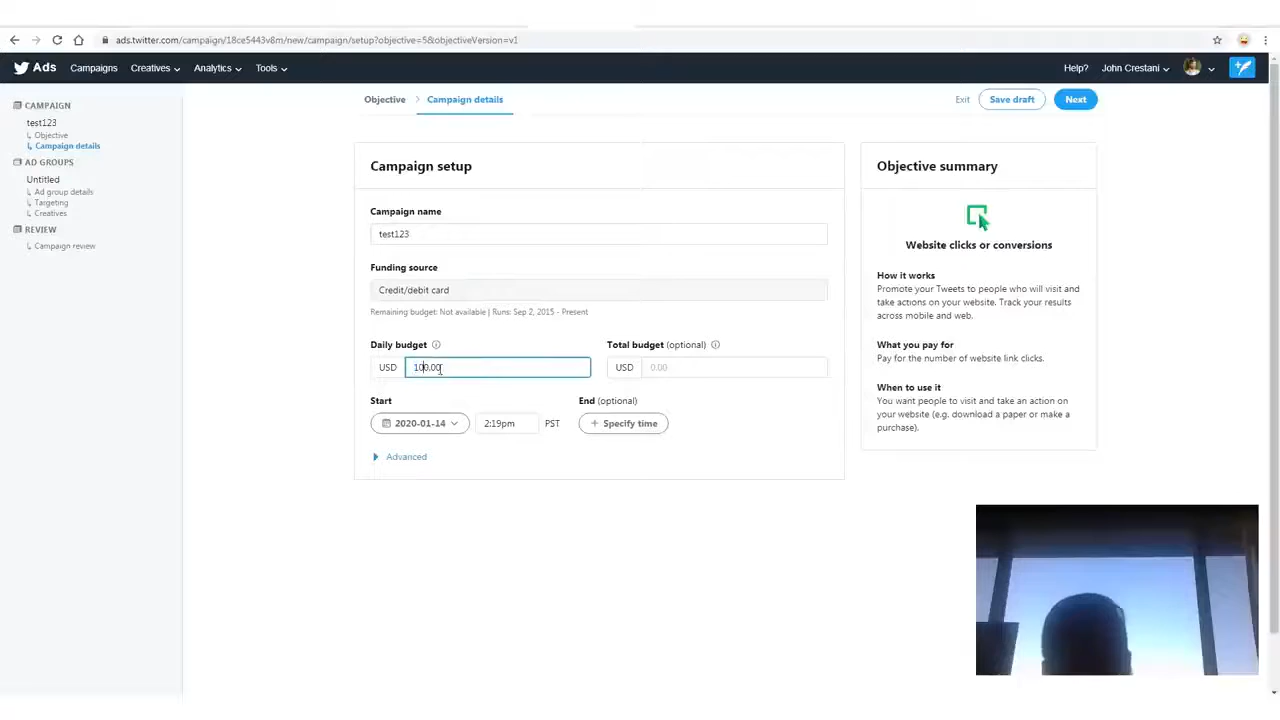 ads.twitter.com/campaign/18ce5443v8m/new/campaign/setup?objective=5&objectiveVersion=v1
Ads Campaigns Creatives Analytics Tools Help? John Crestani
CAMPAIGN
test123
Objective
Campaign details
AD GROUPS
Untitled
Ad group details
Targeting
Creatives
REVIEW
Campaign review
Objective Campaign details Exit Save draft Next
Campaign setup
Campaign name
test123
Funding source
Credit/debit card
Remaining budget: Not available | Runs: Sep 2, 2015 - Present
Daily budget Total budget (optional)
USD 100.00 USD 0.00
Start End (optional)
2020-01-14 2:19pm PST + Specify time
Advanced
Objective summary
Website clicks or conversions
How it works
Promote your Tweets to people who will visit and
take actions on your website. Track your results
across mobile and web.
What you pay for
Pay for the number of website link clicks.
When to use it
You want people to visit and take an action on
your website (e.g. download a paper or make a
purchase).